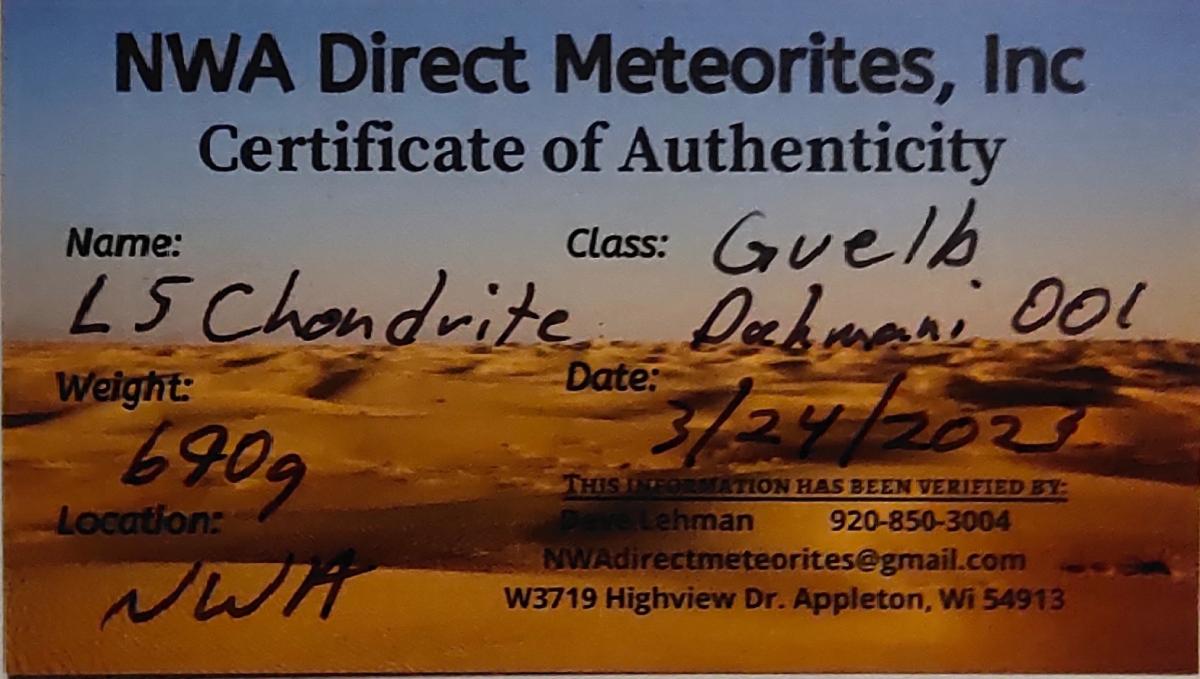 NWA Direct Meteorites, Inc
Certificate of Authenticity
Name:
L5 Chondrite
Class: Guelb
Dahmani 001
Weight:
690g
Date:
3/24/2023
Location:
NWA
THIS INFORMATION HAS BEEN VERIFIED BY:
Dave Lehman 920-850-3004
NWAdirectmeteorites@gmail.com
W3719 Highview Dr. Appleton, Wi 54913